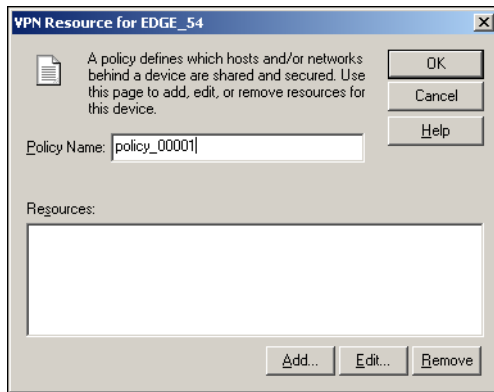 VPN Resource for EDGE_54
A policy defines which hosts and/or networks
behind a device are shared and secured. Use
this page to add, edit, or remove resources for
this device.
OK
Cancel
Help
Policy Name: policy_00001
Resources:
Add... Edit... Remove